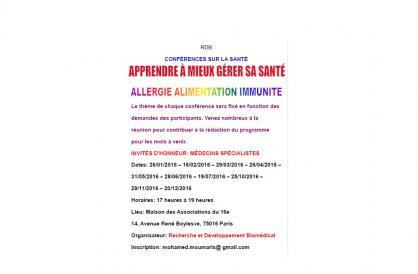 RDB
CONFÉRENCES SUR LA SANTÉ
APPRENDRE À MIEUX GÉRER SA SANTÉ
ALLERGIE ALIMENTATION IMMUNITE
Le thème de chaque conférence sera fixé en fonction des
demandes des participants. Venez nombreux à la
réunion pour contribuer à la rédaction du programme
pour les mois à venir.
INVITÉS D'HONNEUR: MÉDECINS SPÉCIALISTES
Dates: 26/01/2016 – 16/02/2016 – 29/03/2016 – 26/04/2016 –
31/05/2016 – 28/06/2016 – 19/07/2016 – 25/10/2016 –
29/11/2016 – 20/12/2016
Horaires: 17 heures à 19 heures
Lieu: Maison des Associations du 16e
14, Avenue René Boylesve, 75016 Paris
Organisateur: Recherche et Développement Biomédical
Inscription: mohamed.moumaris@ gmail.com